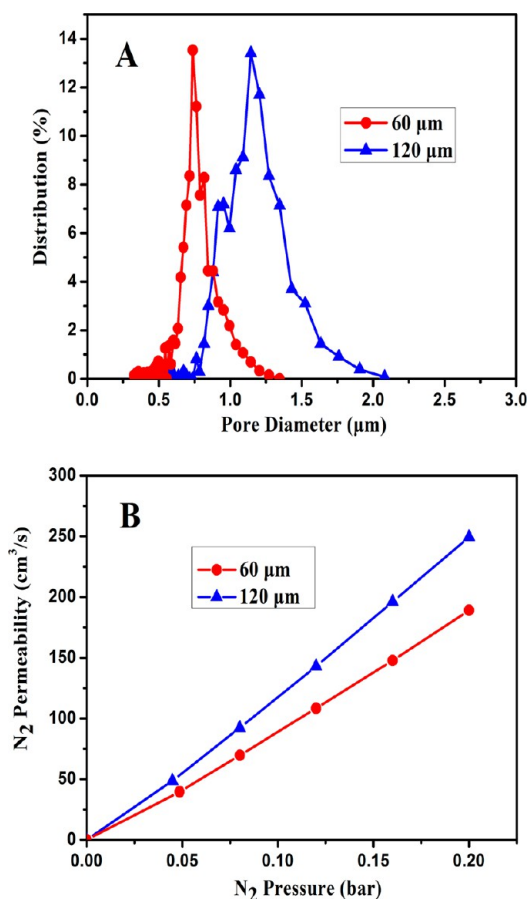 A
14
12
10
8
6
4
2
0
Distribution (%)
60 μm
120 μm
0.0 0.5 1.0 1.5 2.0 2.5 3.0
Pore Diameter (μm)
B
300
250
200
150
100
50
0
N₂ Permeability (cm³/s)
60 μm
120 μm
0.00 0.05 0.10 0.15 0.20
N₂ Pressure (bar)